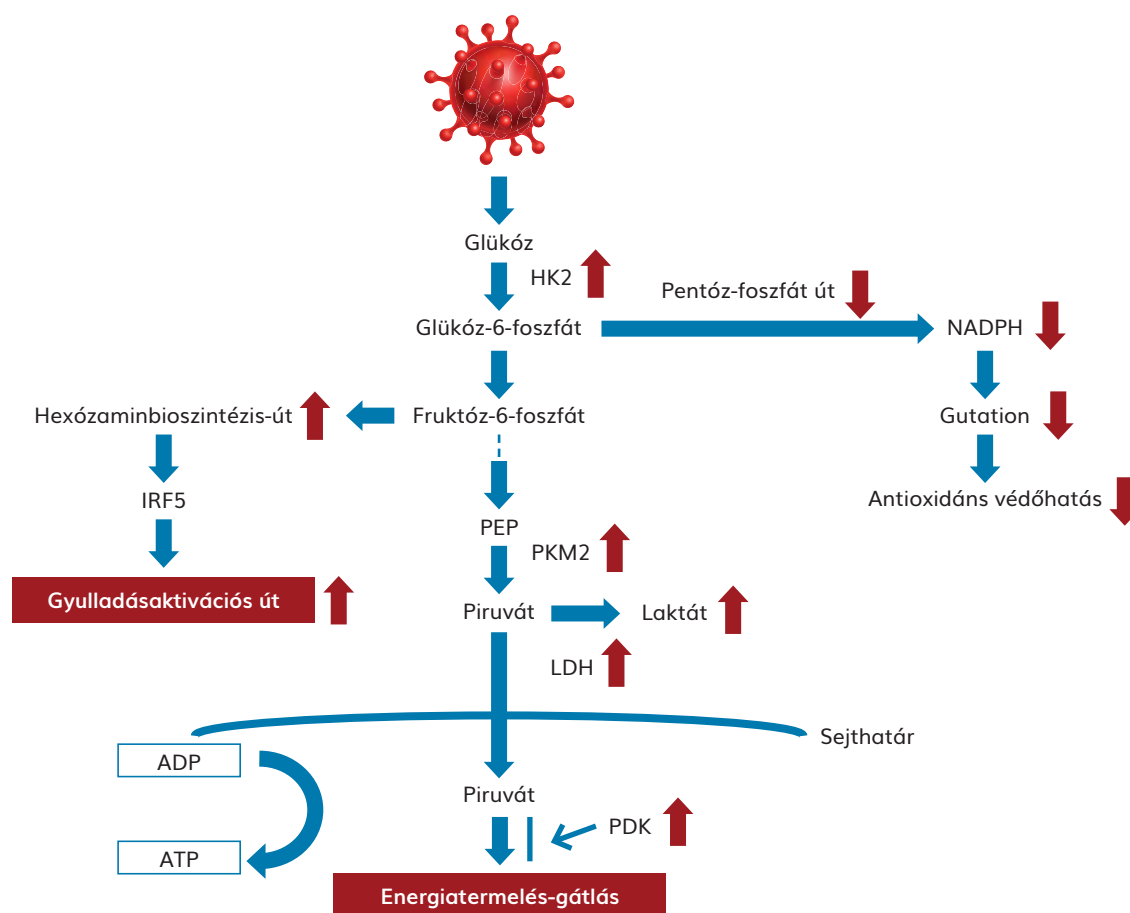 Glükóz
HK2
Pentóz-foszfát út
Glükóz-6-foszfát
NADPH
Hexózaminbioszintézis-út
Fruktóz-6-foszfát
Gutation
IRF5
Antioxidáns védőhatás
PEP
PKM2
Gyulladásaktivációs út
Piruvát
Laktát
LDH
Sejthatár
ADP
Piruvát
PDK
ATP
Energiatermelés-gátlás